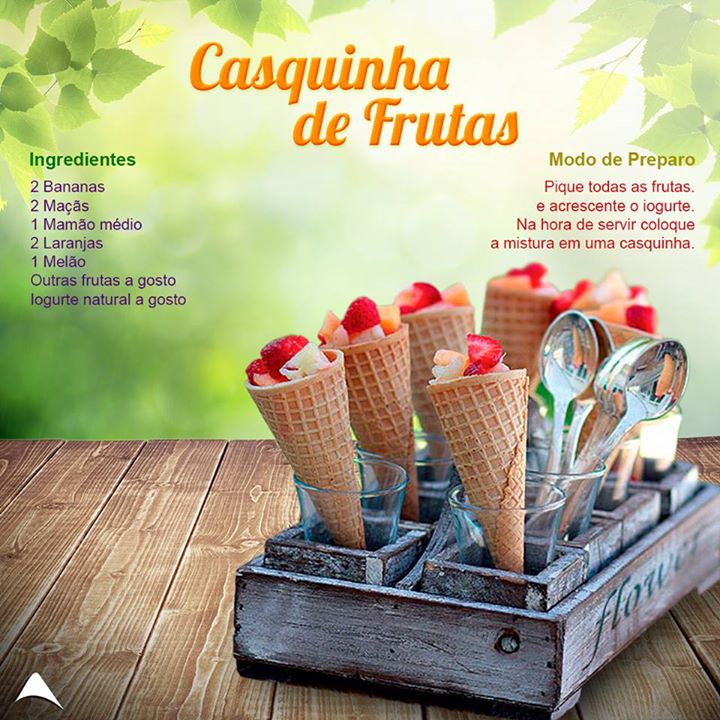 Casquinha
de Frutas
Ingredientes
2 Bananas
2 Maçãs
1 Mamão médio
2 Laranjas
1 Melão
Outras frutas a gosto
Iogurte natural a gosto
Modo de Preparo
Pique todas as frutas.
e acrescente o iogurte.
Na hora de servir coloque
a mistura em uma casquinha.
flower